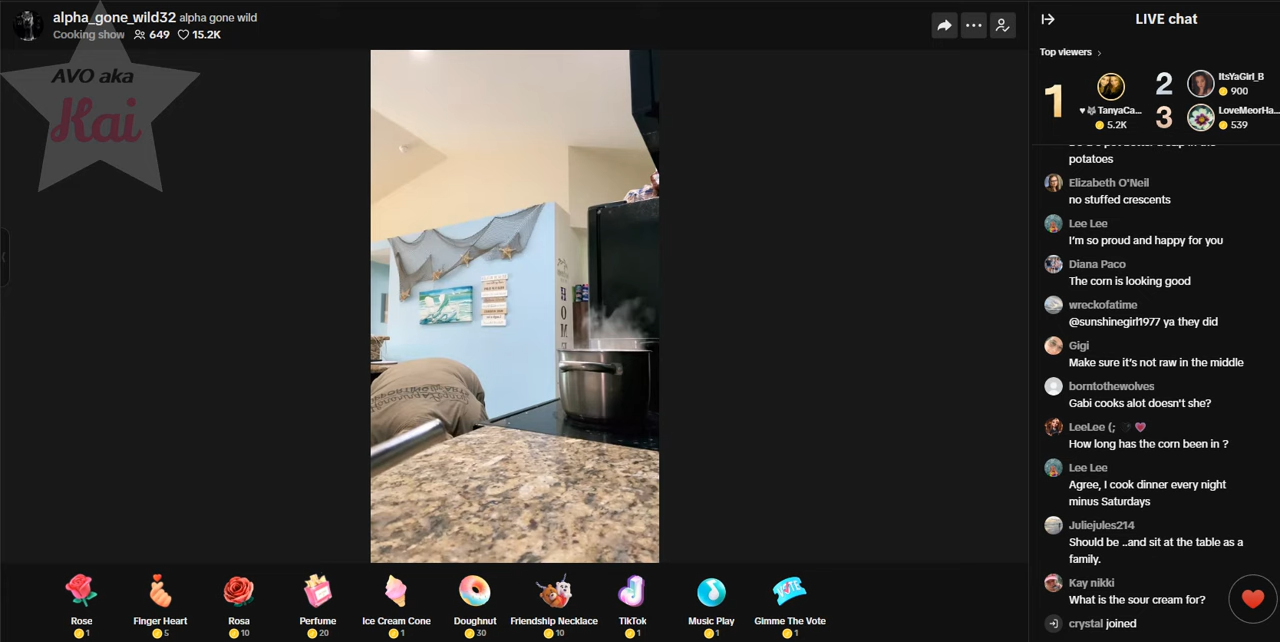 alpha_gone_wild32 alpha gone wild
Cooking show 649 15.2K
AVO aka
Kai
LIVE chat
Top viewers
1
♥ TanyaCa...
5.2K
2
ItsYaGirl_B
900
3
LoveMeorHa...
539
potatoes
Elizabeth O'Neil
no stuffed crescents
Lee Lee
I'm so proud and happy for you
Diana Paco
The corn is looking good
wreckofatime
@sunshinegirl1977 ya they did
Gigi
Make sure it's not raw in the middle
borntothewolves
Gabi cooks alot doesn't she?
LeeLee (; 🖤 💗
How long has the corn been in ?
Lee Lee
Agree, I cook dinner every night
minus Saturdays
Juliejules214
Should be ..and sit at the table as a
family.
Kay nikki
What is the sour cream for?
crystal joined
HOME
Rose
1
Finger Heart
5
Rosa
10
Perfume
20
Ice Cream Cone
1
Doughnut
30
Friendship Necklace
10
TikTok
1
Music Play
1
Gimme The Vote
1